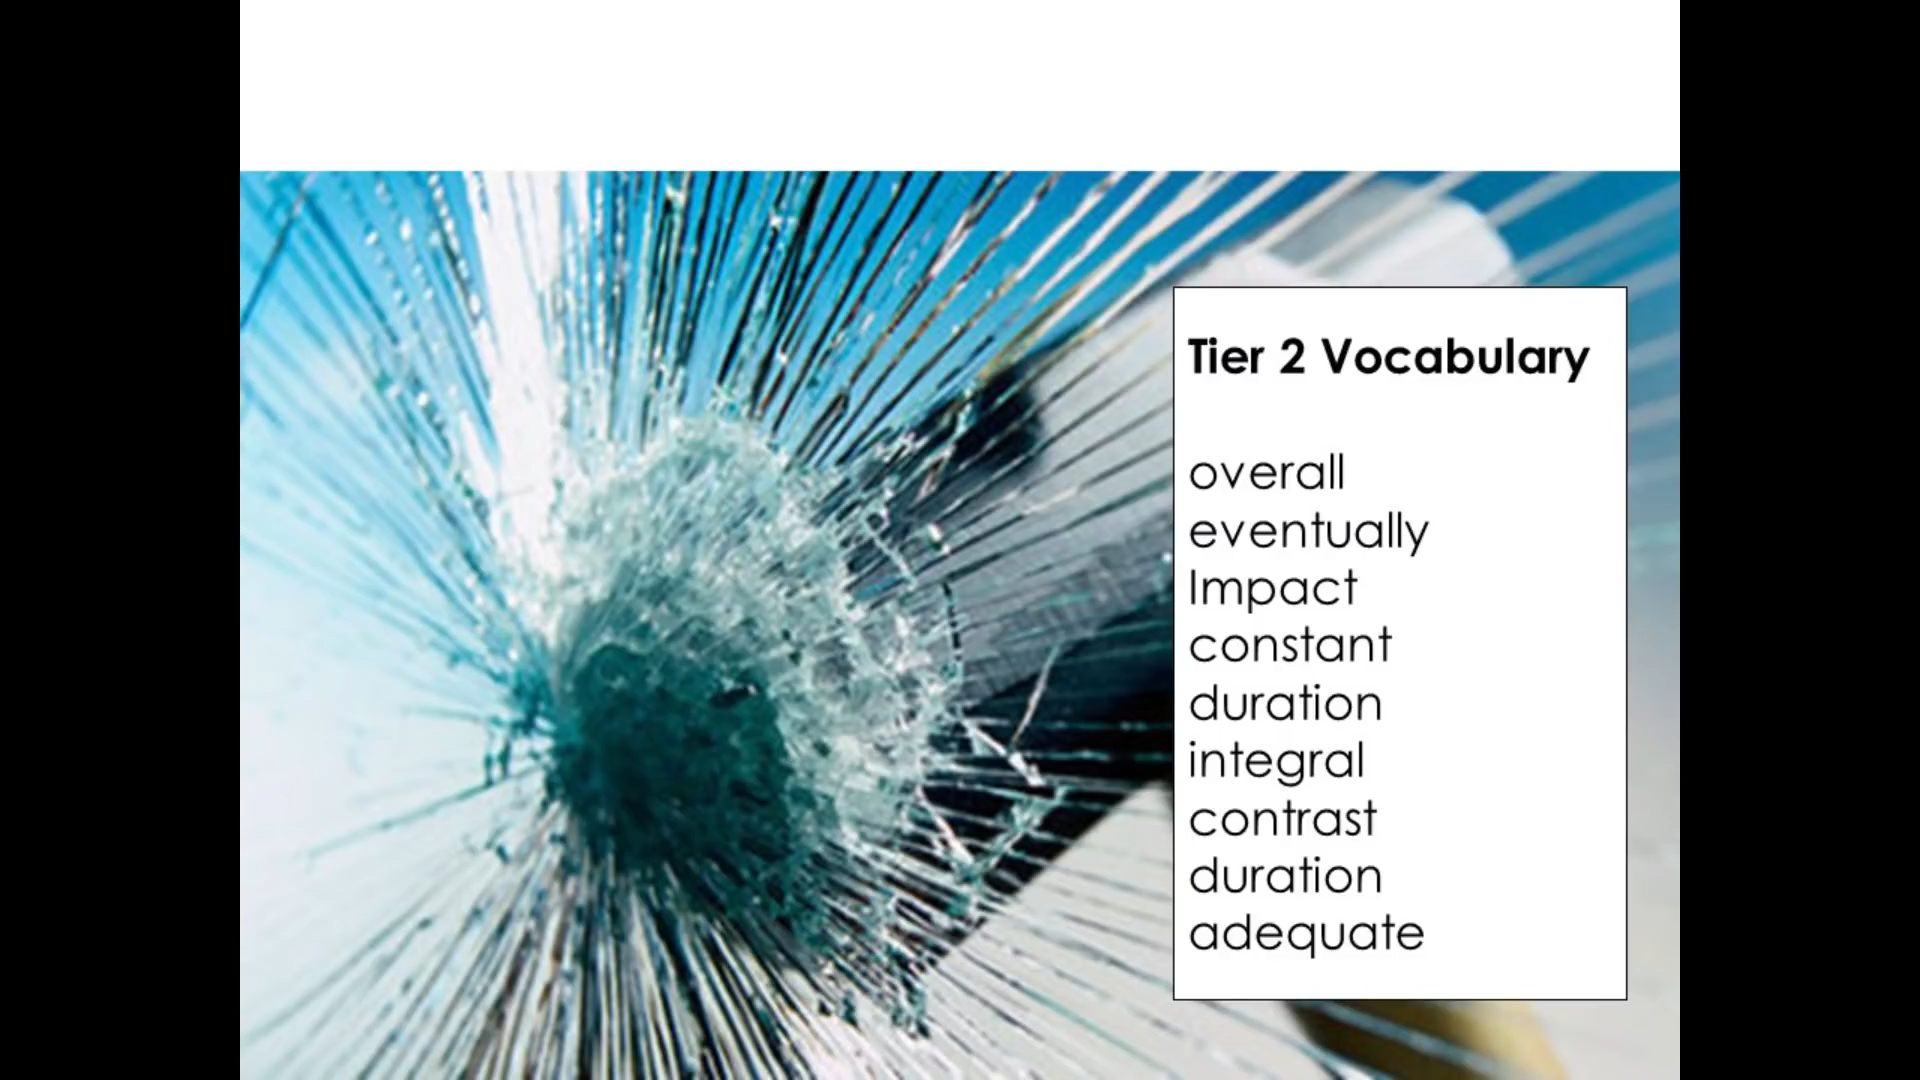 Tier 2 Vocabulary
overall
eventually
Impact
constant
duration
integral
contrast
duration
adequate